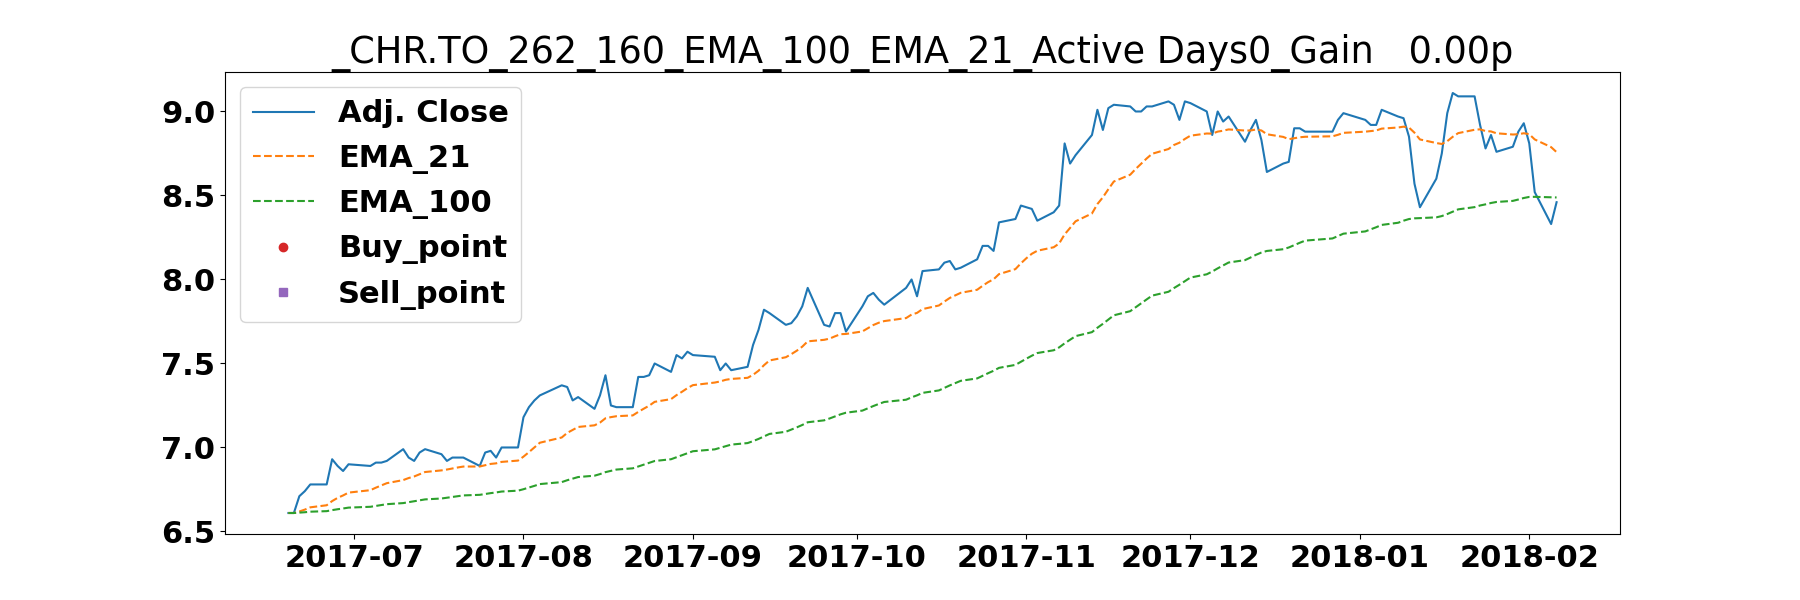 _CHR.TO_262_160_EMA_100_EMA_21_Active Days0_Gain   0.00p
Adj. Close
EMA_21
EMA_100
Buy_point
Sell_point
9.0
8.5
8.0
7.5
7.0
6.5
2017-07 2017-08 2017-09 2017-10 2017-11 2017-12 2018-01 2018-02